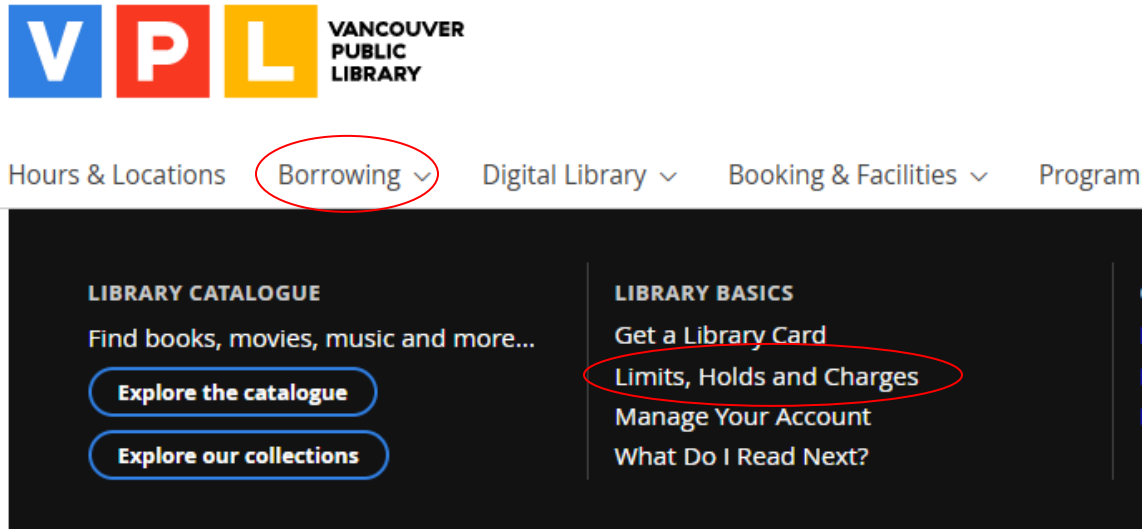 VPL
VANCOUVER
PUBLIC
LIBRARY
Hours & Locations Borrowing Digital Library Booking & Facilities Program
LIBRARY CATALOGUE
Find books, movies, music and more...
Explore the catalogue
Explore our collections
LIBRARY BASICS
Get a Library Card
Limits, Holds and Charges
Manage Your Account
What Do I Read Next?